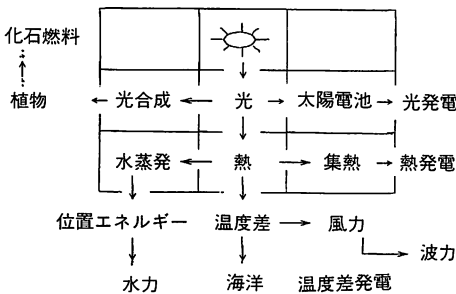 化石燃料
植物 光合成 光 太陽電池 光発電
水蒸発 熱 集熱 熱発電
位置エネルギー 温度差 風力
波力
水力 海洋 温度差発電